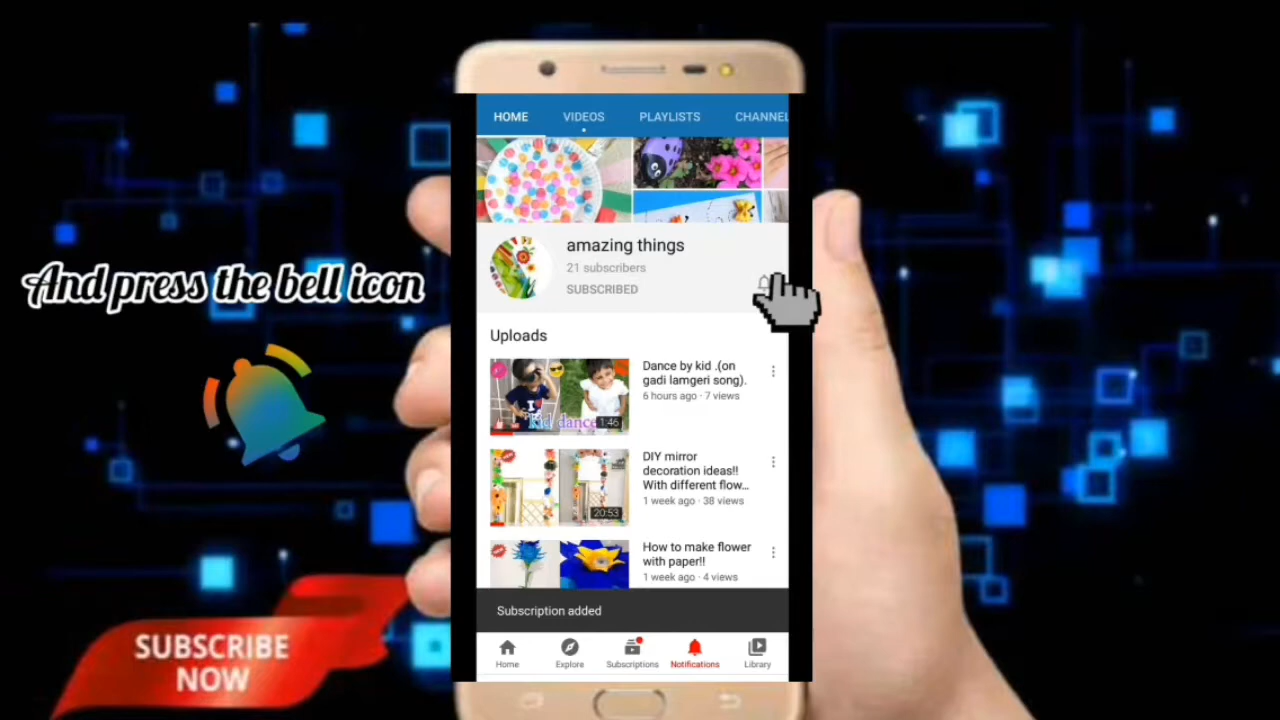 HOME VIDEOS PLAYLISTS CHANNEL
amazing things
21 subscribers
SUBSCRIBED
And press the bell icon
Uploads
Dance by kid .(on
gadi lamgeri song).
6 hours ago · 7 views
kid dance
1:46
DIY mirror
decoration ideas!!
With different flow...
1 week ago · 38 views
20:53
How to make flower
with paper!!
1 week ago · 4 views
Subscription added
SUBSCRIBE
NOW
Home Explore Subscriptions Notifications Library